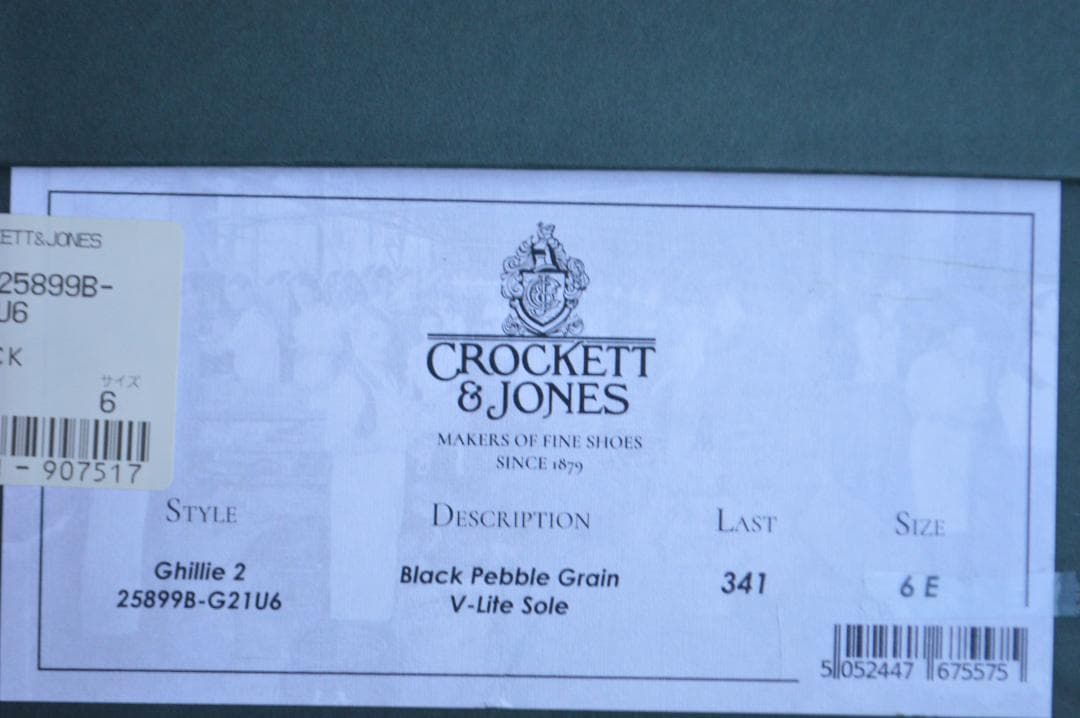 ETT&JONES
25899B-
U6
CK
サイズ
6
- 907517
CROCKETT
& JONES
MAKERS OF FINE SHOES
SINCE 1879
STYLE DESCRIPTION LAST SIZE
Ghillie 2
25899B-G21U6
Black Pebble Grain
V-Lite Sole
341
6 E
5 052447 675575